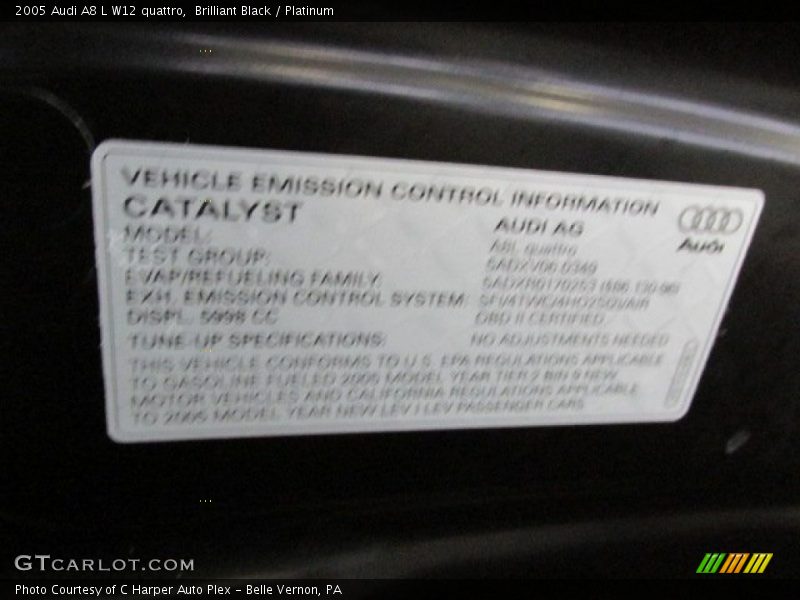 2005 Audi A8 L W12 quattro, Brilliant Black / Platinum
VEHICLE EMISSION CONTROL INFORMATION
CATALYST AUDI AG
Audi
MODEL: A8L quattro
TEST GROUP: 5ADXV06.0349
EVAP/REFUELING FAMILY:
EXH. EMISSION CONTROL SYSTEM:
DISPL. 5998 CC OBD II CERTIFIED
TUNE-UP SPECIFICATIONS: NO ADJUSTMENTS NEEDED
THIS VEHICLE CONFORMS TO U.S. EPA REGULATIONS APPLICABLE
TO GASOLINE FUELED 2005 MODEL YEAR TIER 2 BIN 8 NEW
MOTOR VEHICLES AND CALIFORNIA REGULATIONS APPLICABLE
TO 2005 MODEL YEAR NEW LEV I LEV PASSENGER CARS
GTCARLOT.COM
Photo Courtesy of C Harper Auto Plex - Belle Vernon, PA